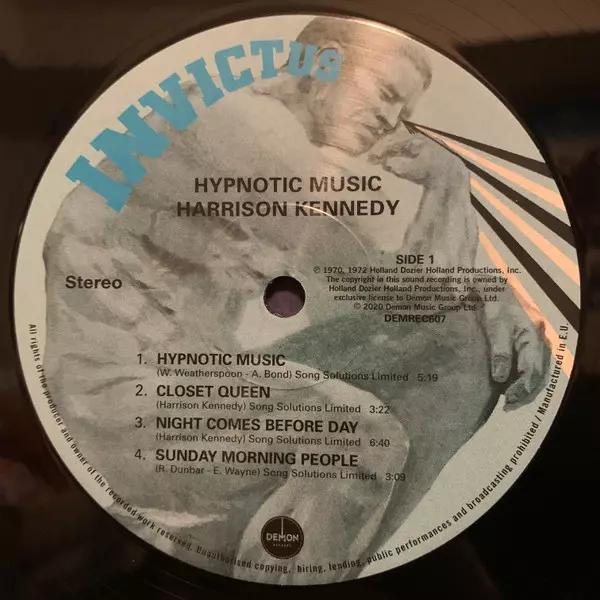 INVICTUS
HYPNOTIC MUSIC
HARRISON KENNEDY
Stereo
SIDE 1
℗ 1970, 1972 Holland Dozier Holland Productions, Inc.
The copyright in this sound recording is owned by
Holland Dozier Holland Productions, Inc., under
exclusive license to Demon Music Group Ltd.
© 2020 Demon Music Group Ltd.
DEMREC607
1. HYPNOTIC MUSIC
(W. Weatherspoon - A. Bond) Song Solutions Limited 5:19
2. CLOSET QUEEN
(Harrison Kennedy) Song Solutions Limited 3:22
3. NIGHT COMES BEFORE DAY
(Harrison Kennedy) Song Solutions Limited 6:40
4. SUNDAY MORNING PEOPLE
(R. Dunbar - E. Wayne) Song Solutions Limited 3:09
DEMON
RECORDS
All rights of the producer and owner of the recorded work reserved. Unauthorised copying, hiring, lending, public performances and broadcasting prohibited / Manufactured in E.U.